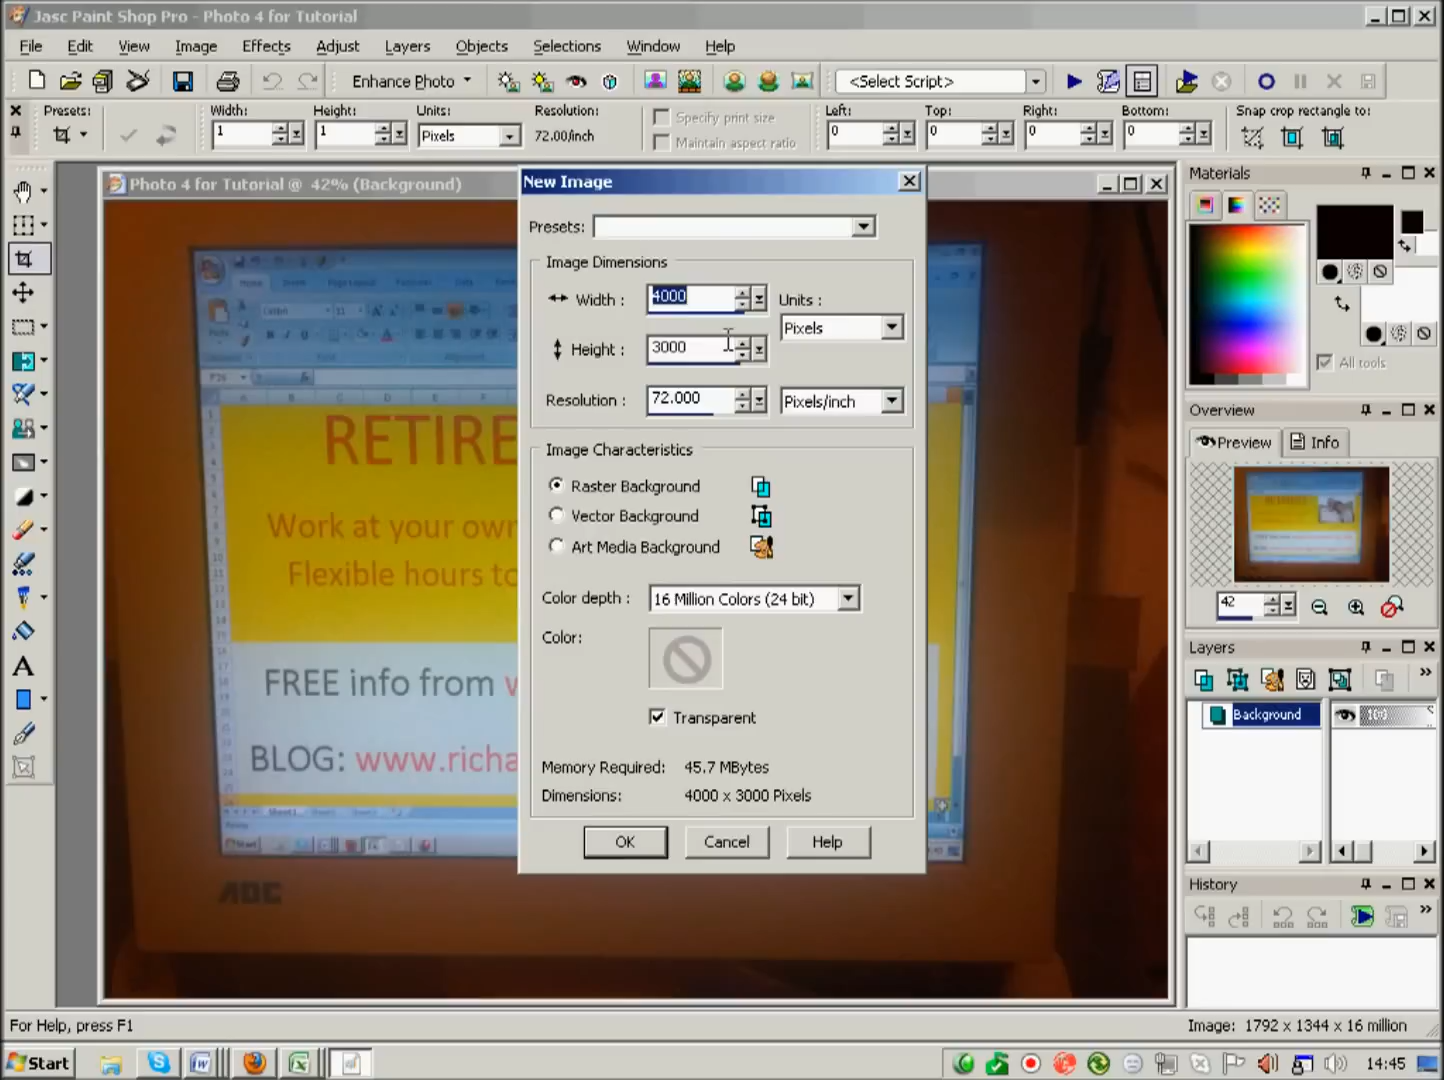 Jasc Paint Shop Pro - Photo 4 for Tutorial
File Edit View Image Effects Adjust Layers Objects Selections Window Help
Enhance Photo <Select Script>
Presets: Width: Height: Units: Resolution: Specify print size Left: Top: Right: Bottom: Snap crop rectangle to:
1 1 Pixels 72.00/inch Maintain aspect ratio 0 0 0 0
Photo 4 for Tutorial @ 42% (Background)
New Image
Presets:
Image Dimensions
Width : 4000 Units :
Pixels
Height : 3000
Resolution : 72.000 Pixels/inch
Image Characteristics
Raster Background
Vector Background
Art Media Background
Color depth : 16 Million Colors (24 bit)
Color:
Transparent
Memory Required: 45.7 MBytes
Dimensions: 4000 x 3000 Pixels
OK Cancel Help
RETIRE
Work at your own
Flexible hours to
FREE info from w
BLOG: www.richa
AOC
Materials
All tools
Overview
Preview Info
42
Layers
Background 100
History
For Help, press F1 Image: 1792 x 1344 x 16 million
Start 14:45